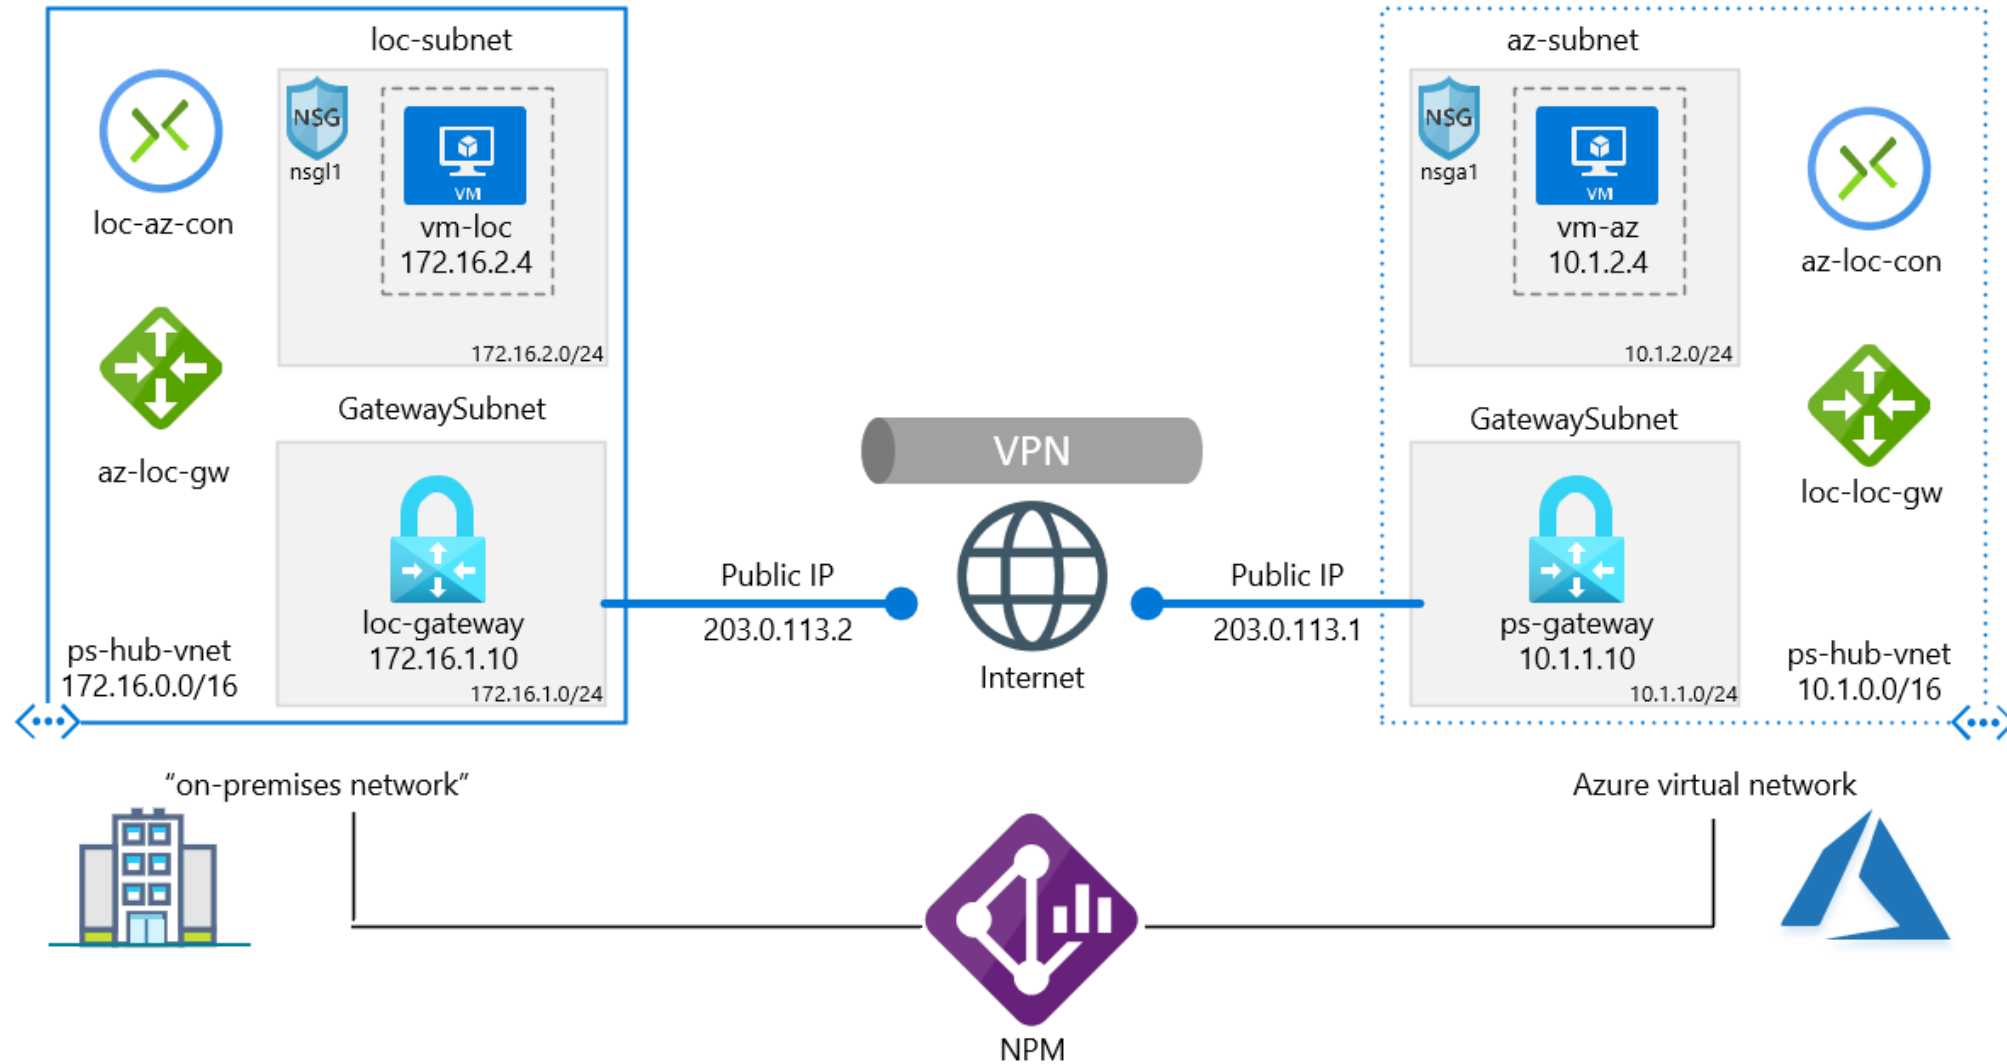 loc-subnet
NSG
nsgl1
VM
vm-loc
172.16.2.4
172.16.2.0/24
loc-az-con
az-loc-gw
GatewaySubnet
loc-gateway
172.16.1.10
172.16.1.0/24
ps-hub-vnet
172.16.0.0/16
"on-premises network"
Public IP
203.0.113.2
VPN
Internet
Public IP
203.0.113.1
az-subnet
NSG
nsga1
VM
vm-az
10.1.2.4
10.1.2.0/24
az-loc-con
loc-loc-gw
GatewaySubnet
ps-gateway
10.1.1.10
10.1.1.0/24
ps-hub-vnet
10.1.0.0/16
Azure virtual network
NPM